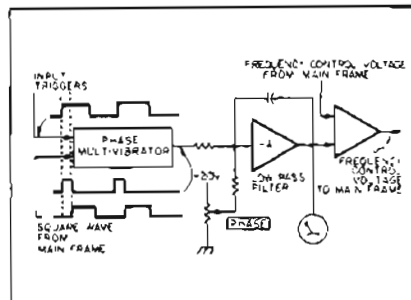 FREQUENCY CONTROL VOLTAGE
FROM MAIN FRAME
INPUT
TRIGGERS
PHASE
MULTI-VIBRATOR
LOW PASS
FILTER
FREQUENCY
CONTROL
VOLTAGE
TO MAIN FRAME
PHASE
SQUARE WAVE
FROM
MAIN FRAME